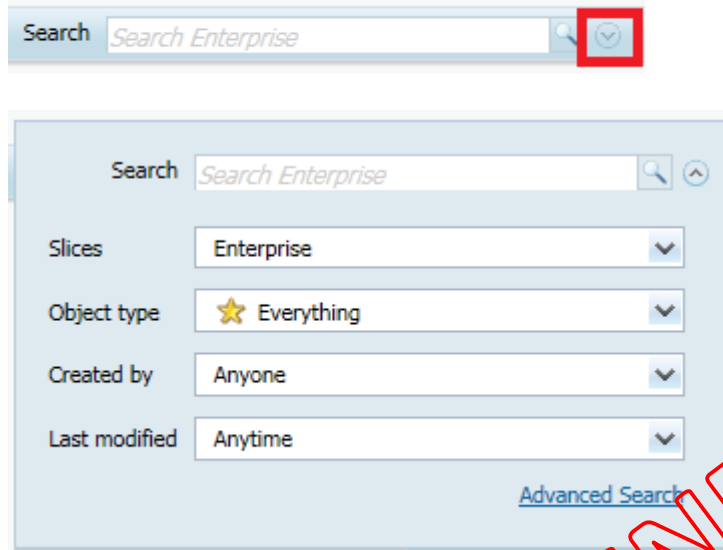 Search Search Enterprise
Search Search Enterprise
Slices Enterprise
Object type Everything
Created by Anyone
Last modified Anytime
Advanced Search